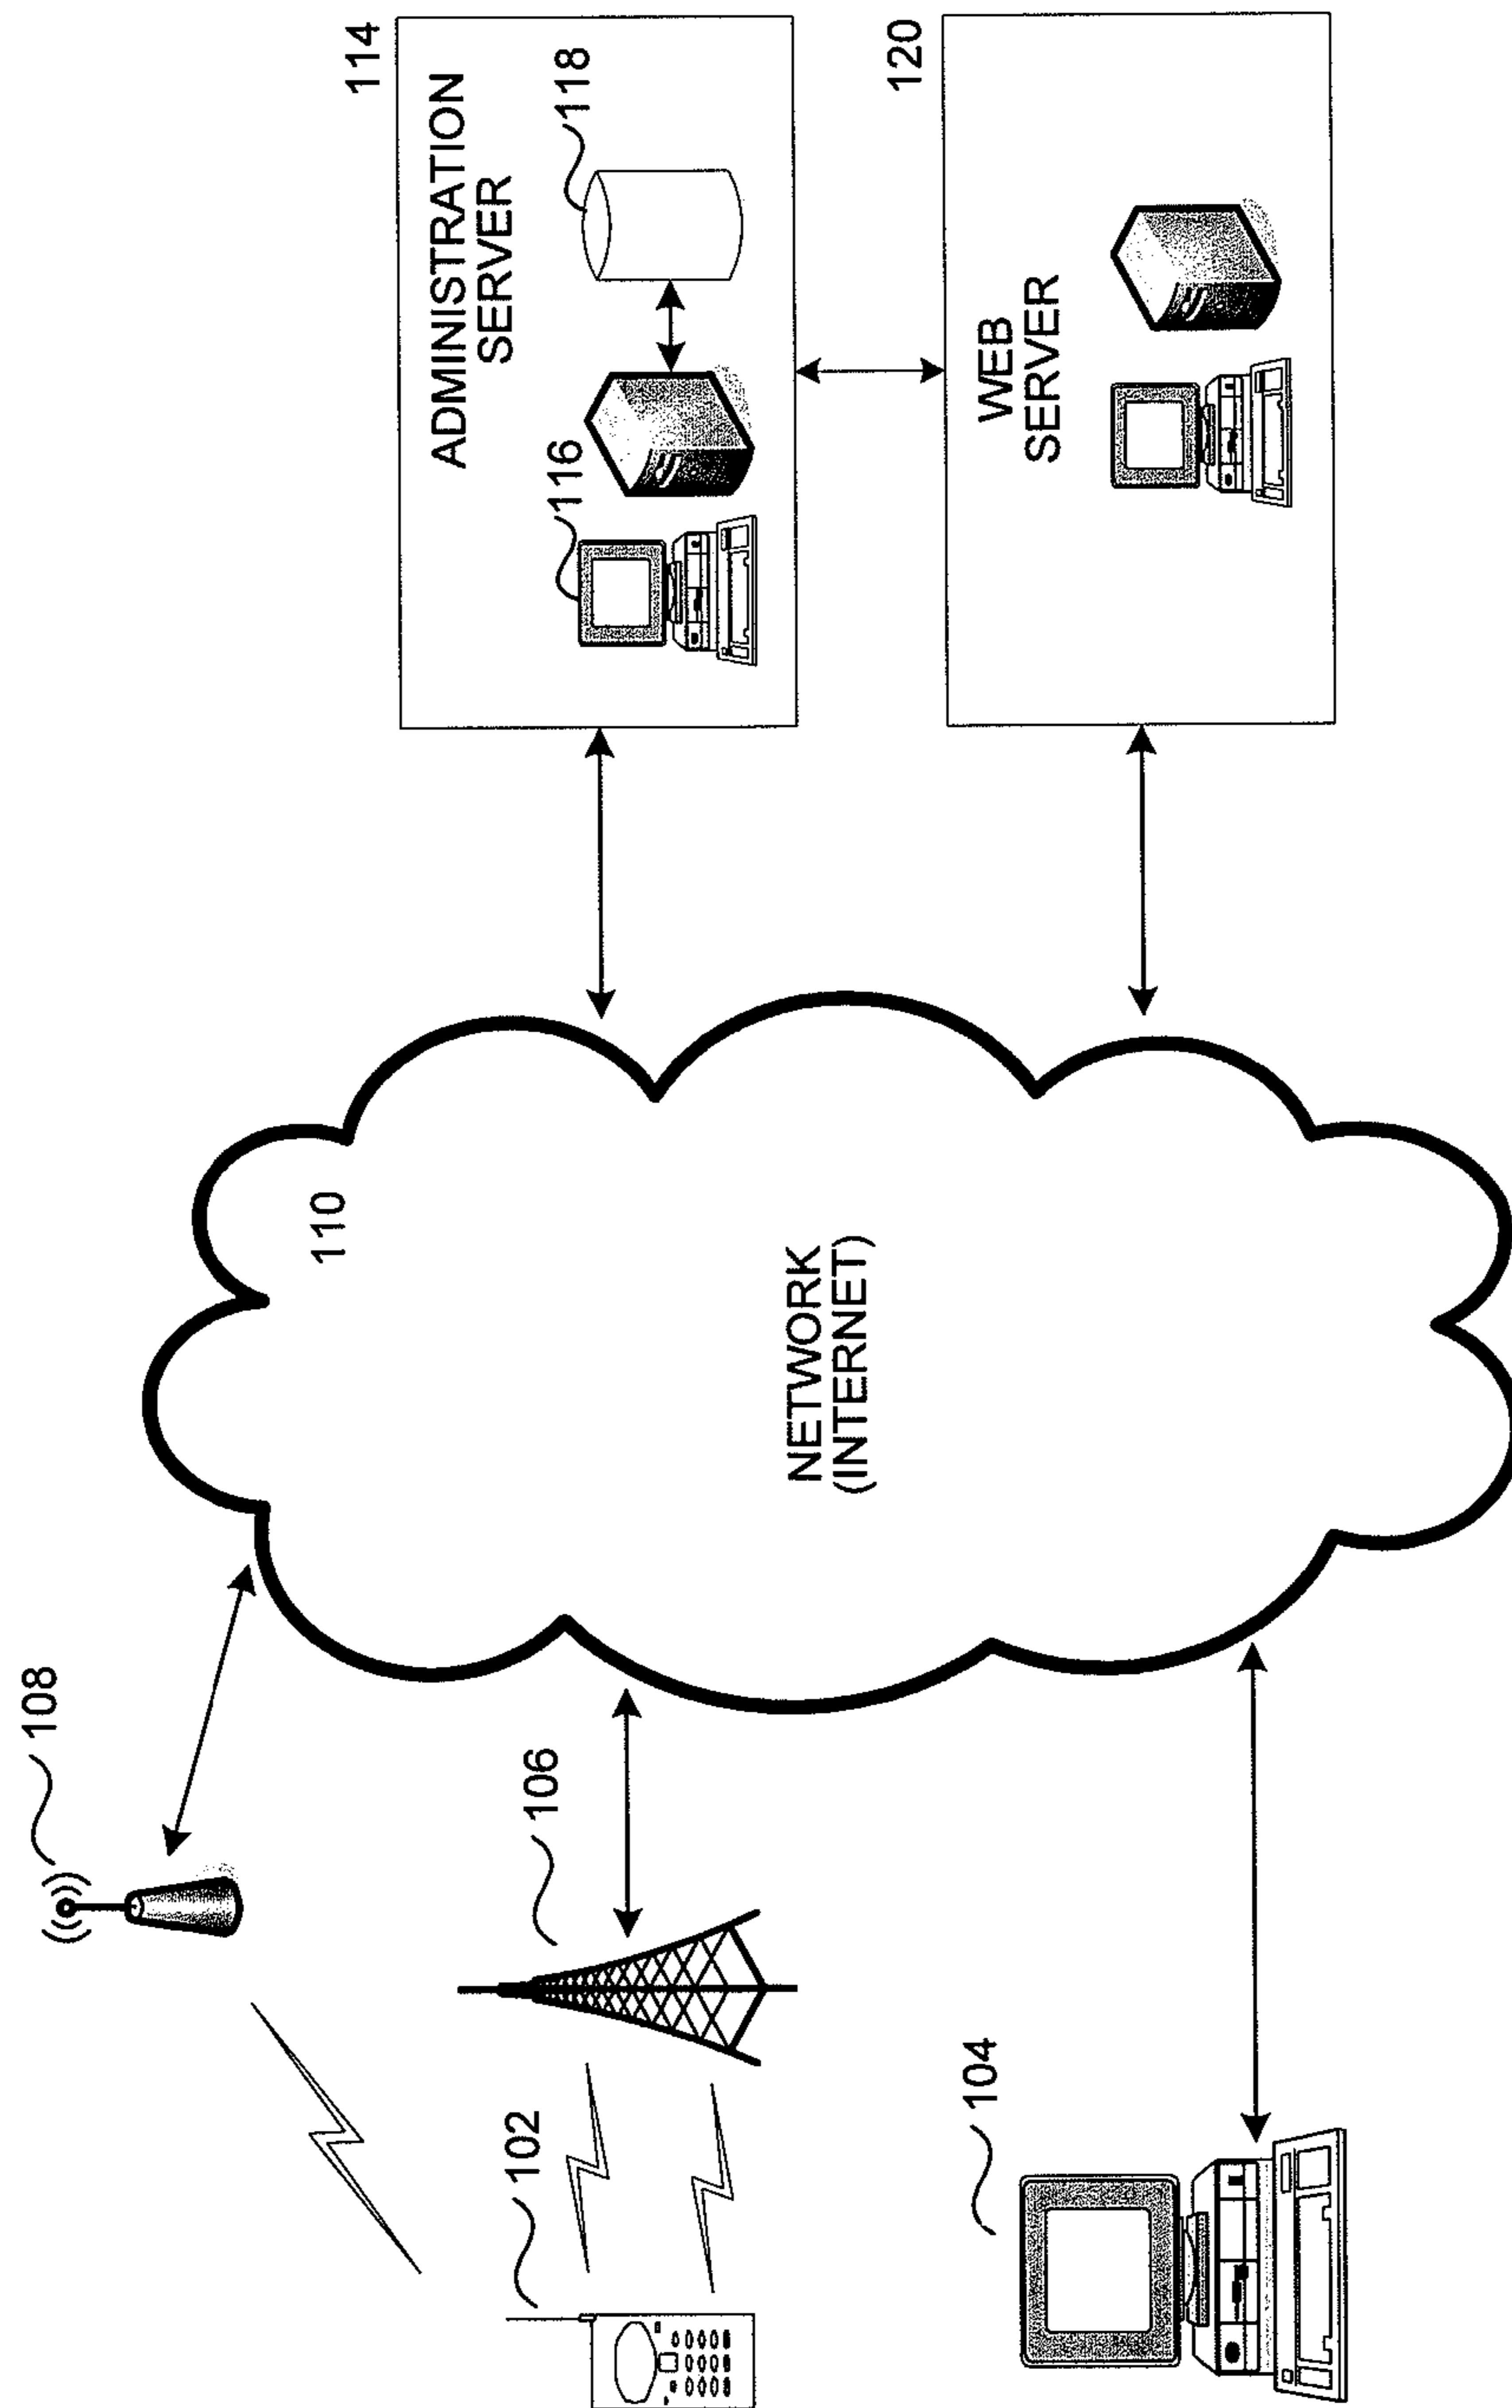 108
102
106
104
110
NETWORK
(INTERNET)
114
ADMINISTRATION
SERVER
116
118
120
WEB
SERVER